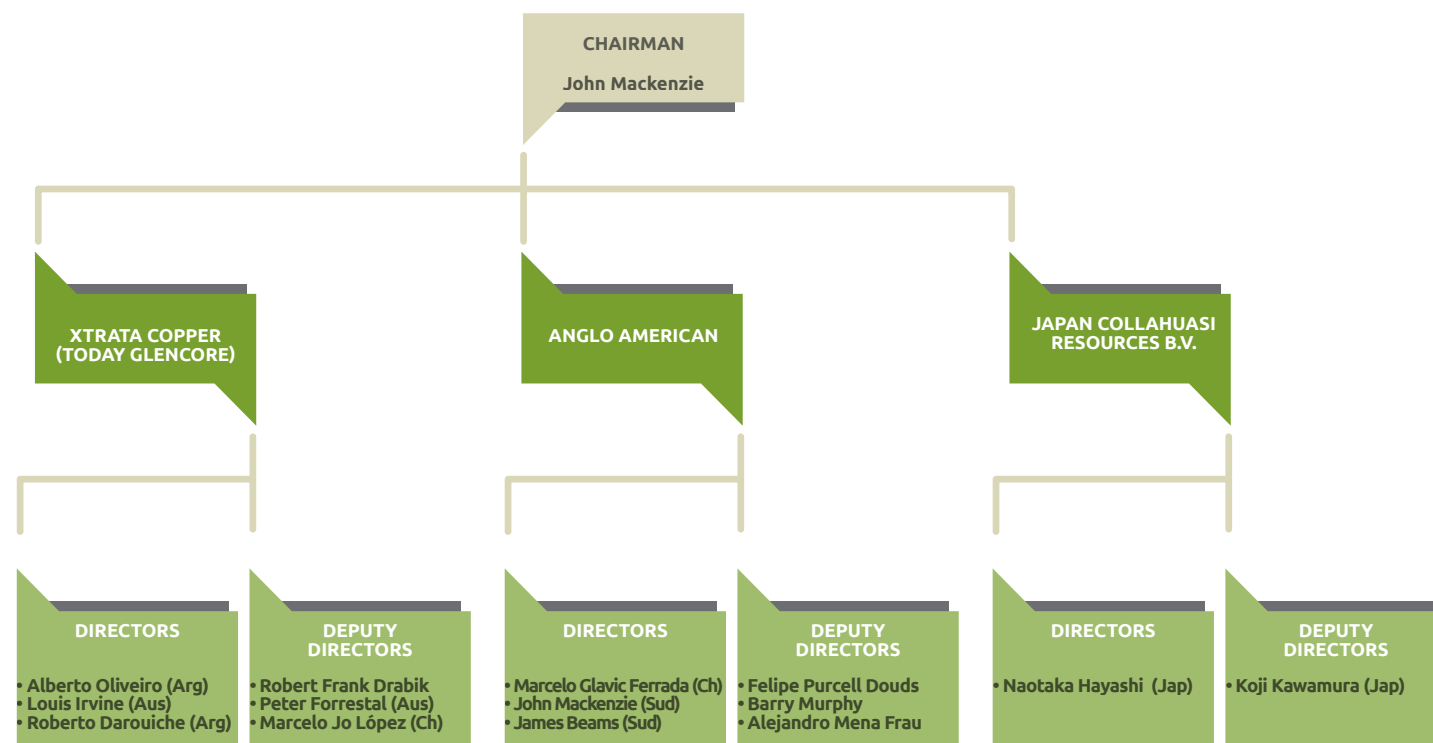 CHAIRMAN
John Mackenzie
XTRATA COPPER
(TODAY GLENCORE)
ANGLO AMERICAN
JAPAN COLLAHUASI
RESOURCES B.V.
DIRECTORS
• Alberto Oliveiro (Arg)
• Louis Irvine (Aus)
• Roberto Darouiche (Arg)
DEPUTY
DIRECTORS
• Robert Frank Drabik
• Peter Forrestal (Aus)
• Marcelo Jo López (Ch)
DIRECTORS
• Marcelo Glavic Ferrada (Ch)
• John Mackenzie (Sud)
• James Beams (Sud)
DEPUTY
DIRECTORS
• Felipe Purcell Douds
• Barry Murphy
• Alejandro Mena Frau
DIRECTORS
• Naotaka Hayashi (Jap)
DEPUTY
DIRECTORS
• Koji Kawamura (Jap)